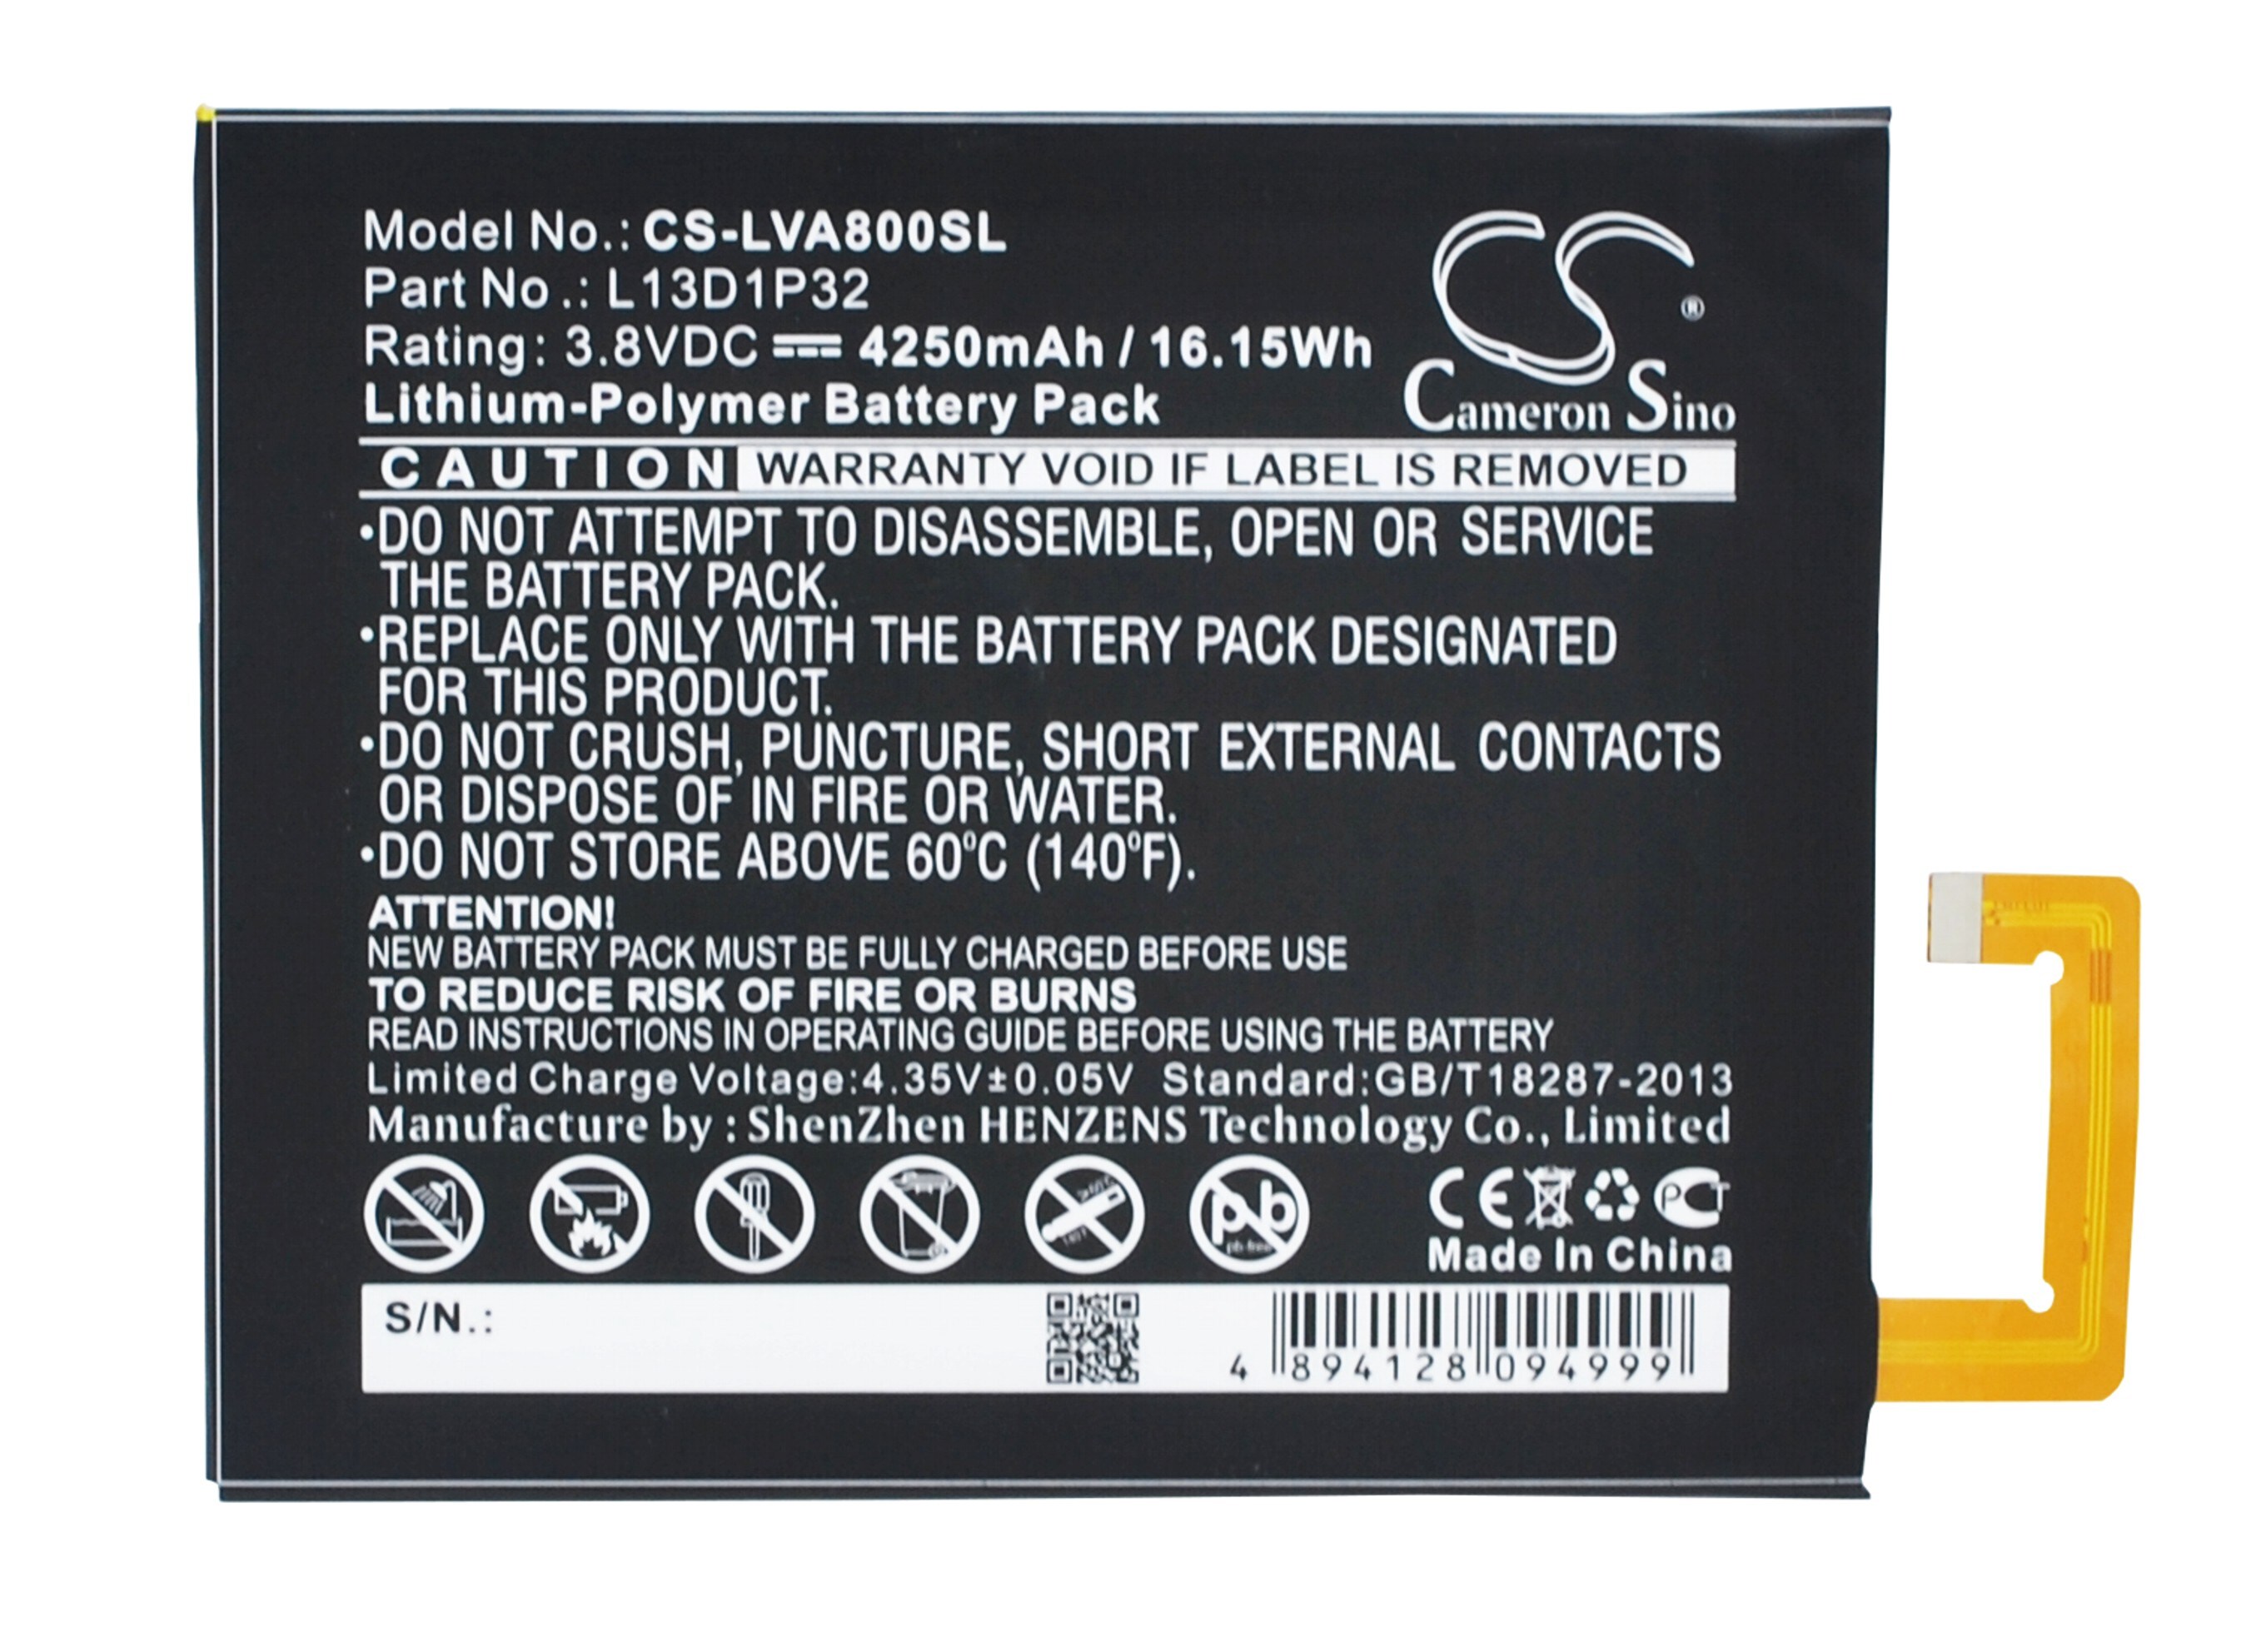 Model No.: CS-LVA800SL
Part No.: L13D1P32
Rating: 3.8VDC 4250mAh / 16.15Wh
Lithium-Polymer Battery Pack
CS ®
Cameron Sino
CAUTION WARRANTY VOID IF LABEL IS REMOVED
•DO NOT ATTEMPT TO DISASSEMBLE, OPEN OR SERVICE
THE BATTERY PACK.
•REPLACE ONLY WITH THE BATTERY PACK DESIGNATED
FOR THIS PRODUCT.
•DO NOT CRUSH, PUNCTURE, SHORT EXTERNAL CONTACTS
OR DISPOSE OF IN FIRE OR WATER.
•DO NOT STORE ABOVE 60°C (140°F).
ATTENTION!
NEW BATTERY PACK MUST BE FULLY CHARGED BEFORE USE
TO REDUCE RISK OF FIRE OR BURNS
READ INSTRUCTIONS IN OPERATING GUIDE BEFORE USING THE BATTERY
Limited Charge Voltage:4.35V±0.05V Standard:GB/T18287-2013
Manufacture by : ShenZhen HENZENS Technology Co., Limited
pb
pb-free
CE PCT
Made In China
S/N.:
4 894128 094999